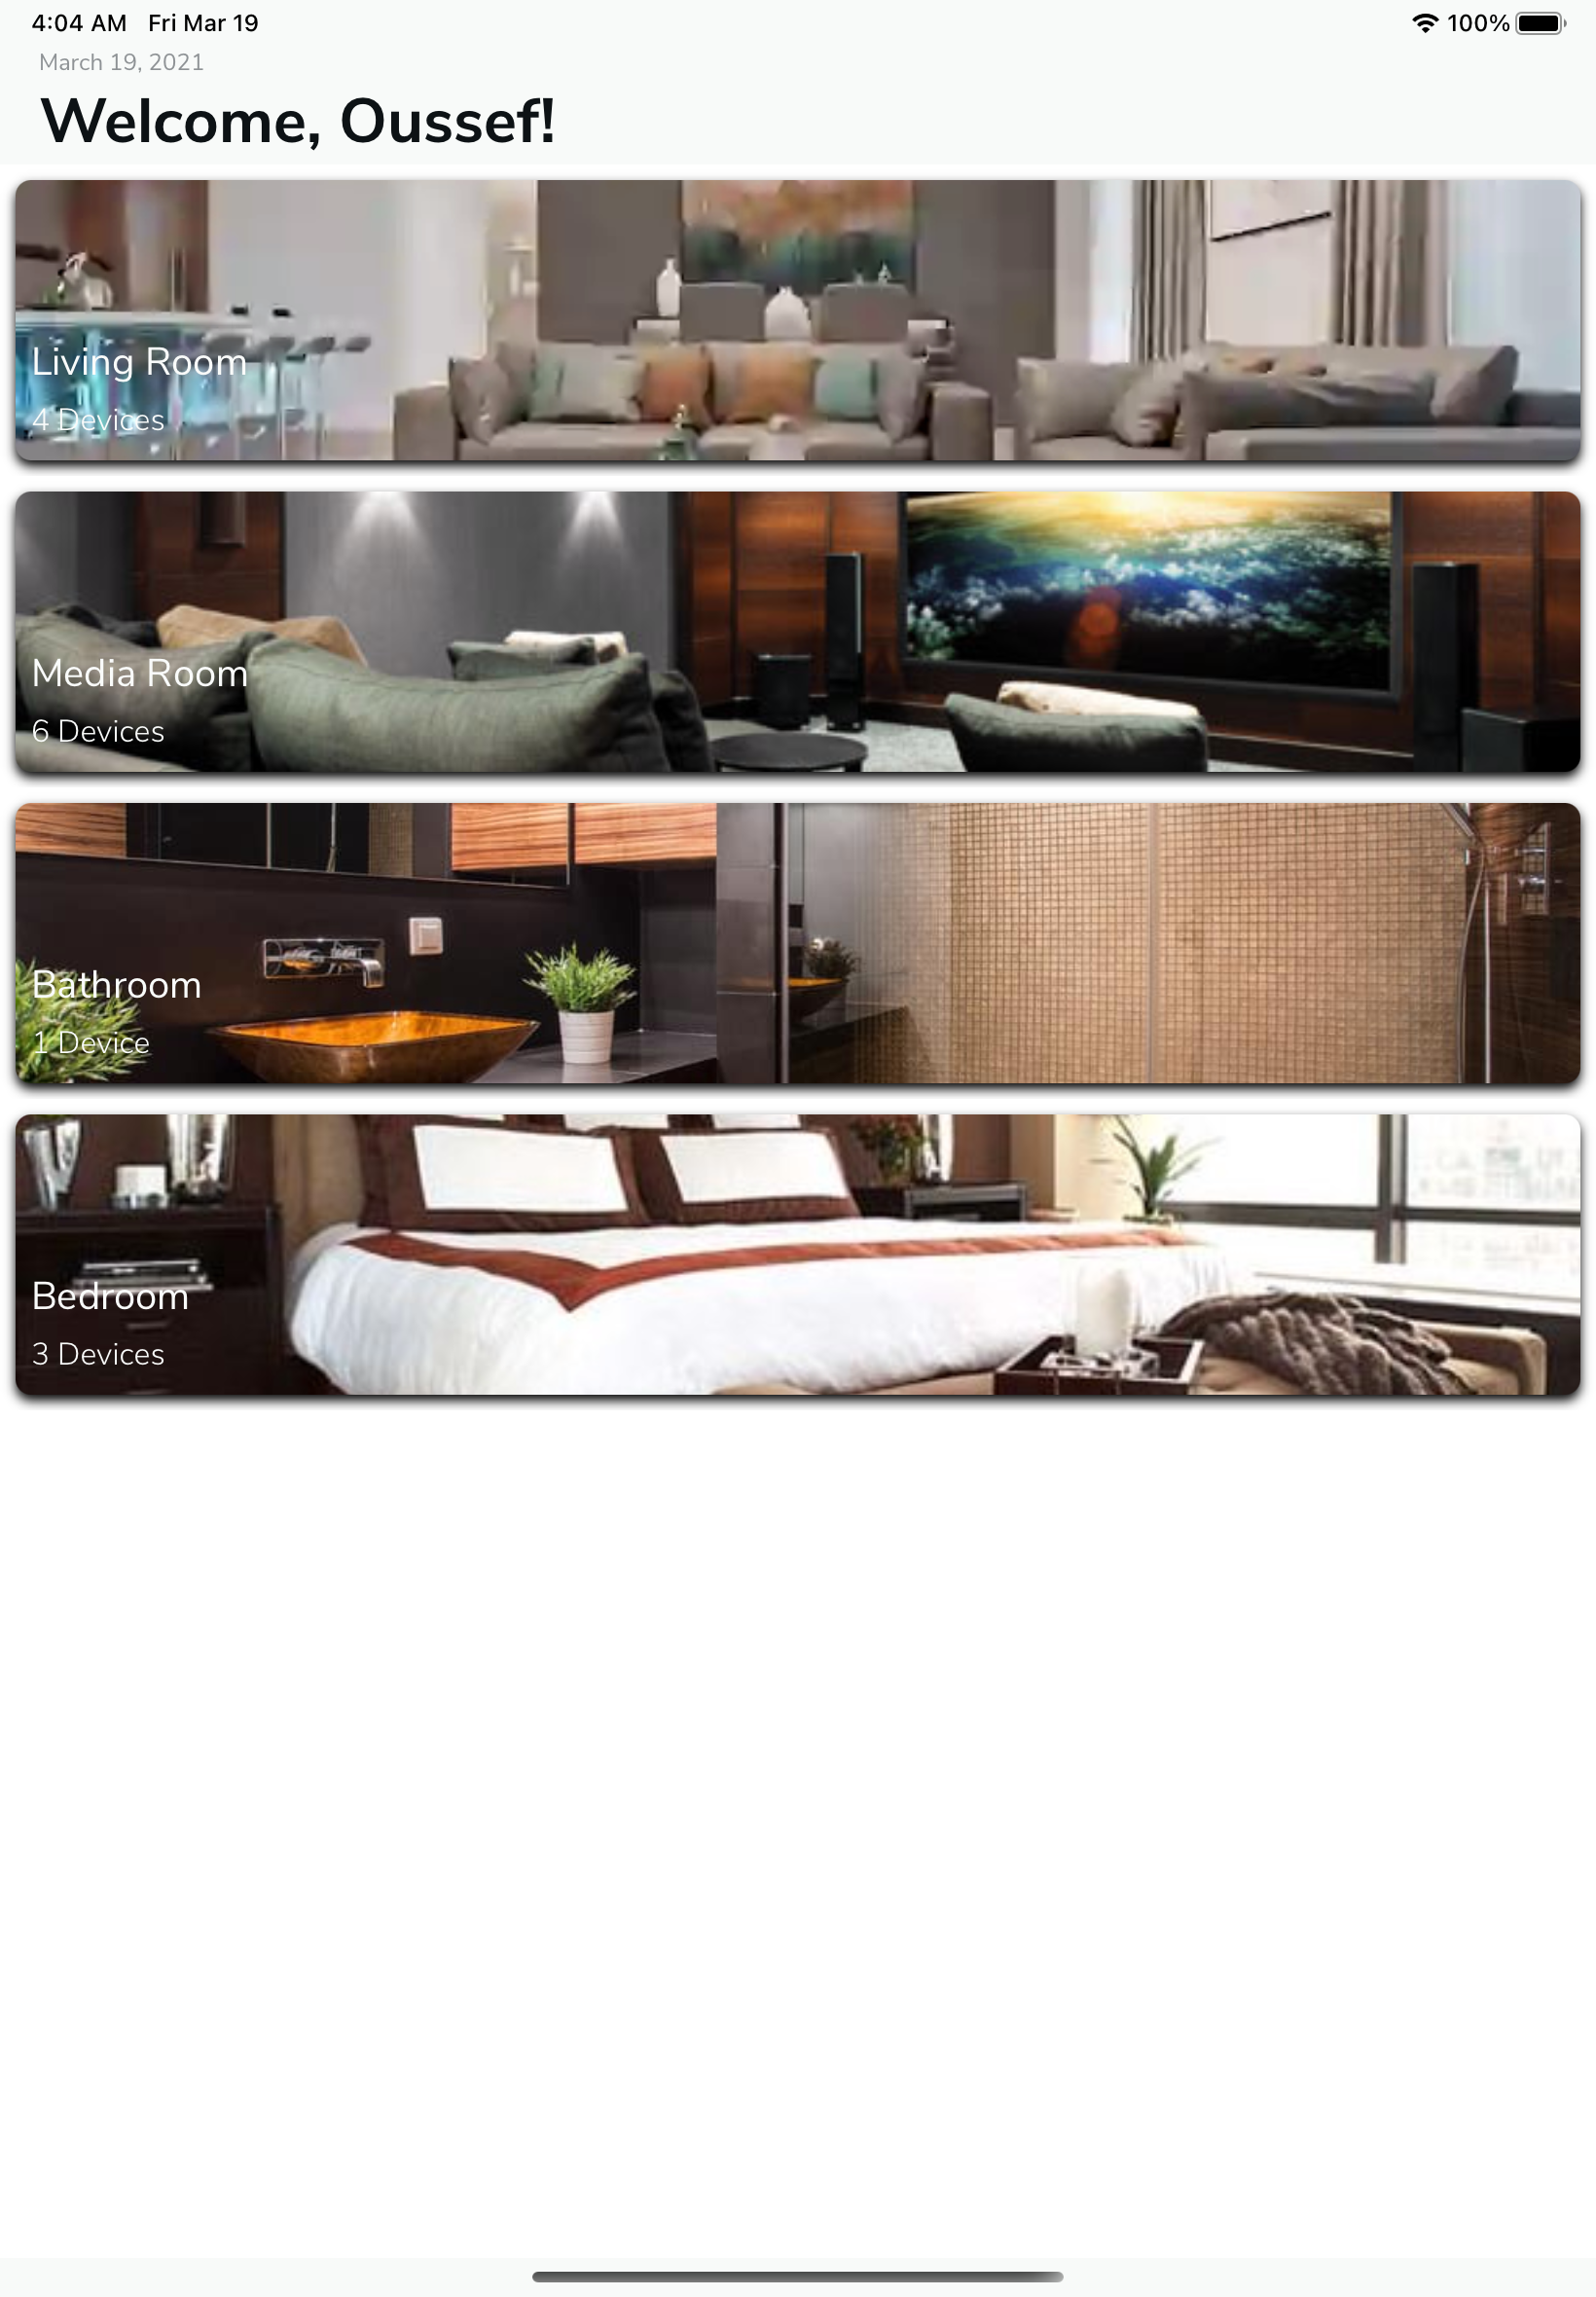 4:04 AM Fri Mar 19 100%
March 19, 2021
Welcome, Oussef!
Living Room
4 Devices
Media Room
6 Devices
Bathroom
1 Device
Bedroom
3 Devices